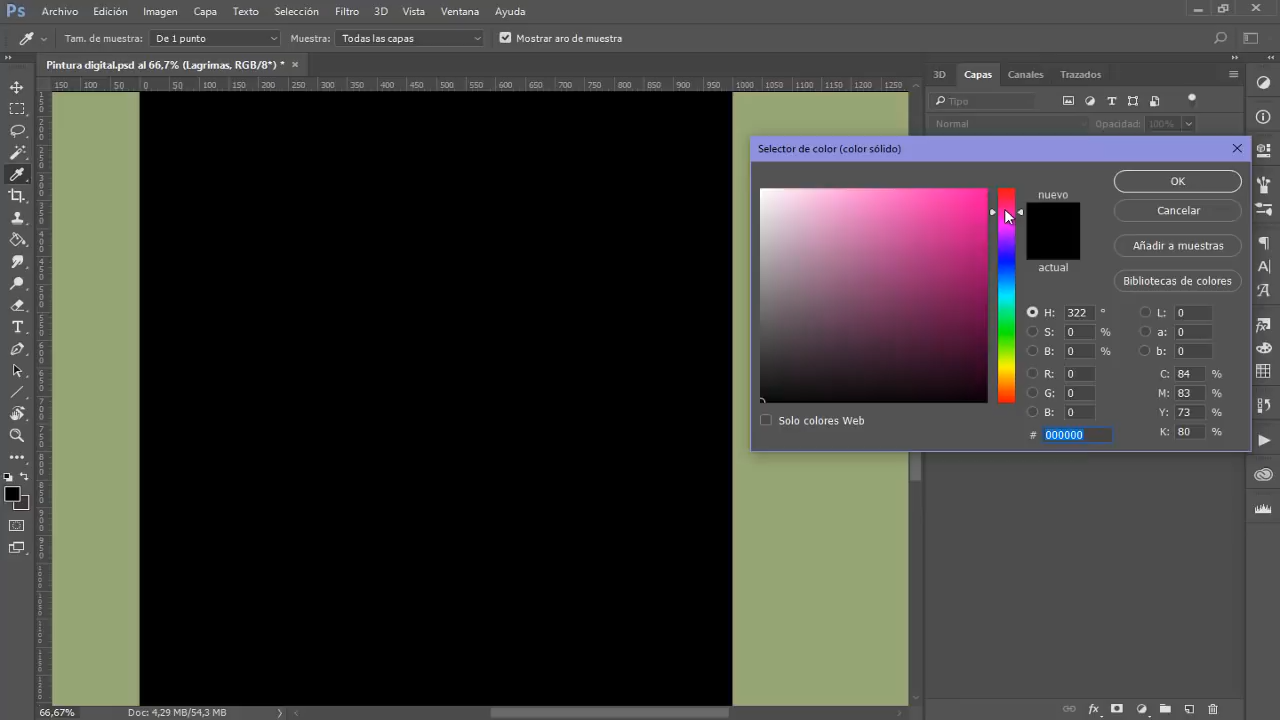 Ps Archivo Edición Imagen Capa Texto Selección Filtro 3D Vista Ventana Ayuda
Tam. de muestra: De 1 punto Muestra: Todas las capas Mostrar aro de muestra
Pintura digital.psd al 66,7% (Lagrimas, RGB/8*) * ×
3D Capas Canales Trazados
150 100 50 0 50 100 150 200 250 300 350 400 450 500 550 600 650 700 750 800 850 900 950 1000 1050 1100 1150 1200 1250
Tipo
Normal Opacidad: 100%
Selector de color (color sólido)
OK
nuevo
Cancelar
Añadir a muestras
actual
Bibliotecas de colores
H: 322 ° L: 0
S: 0 % a: 0
B: 0 % b: 0
R: 0 C: 84 %
G: 0 M: 83 %
B: 0 Y: 73 %
Solo colores Web
# 000000 K: 80 %
66,67% Doc: 4,29 MB/54,3 MB